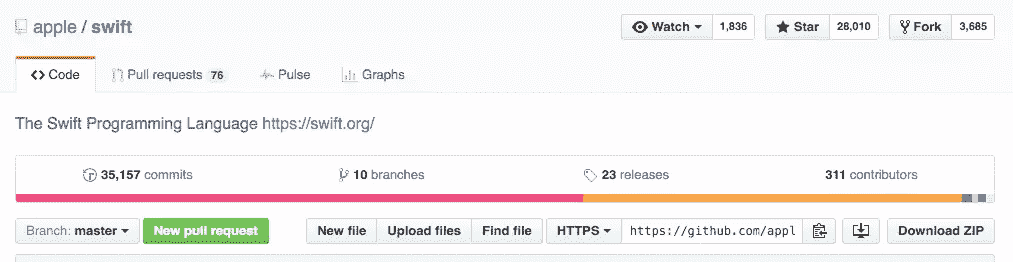 apple / swift Watch 1,836 Star 28,010 Fork 3,685
Code Pull requests 76 Pulse Graphs
The Swift Programming Language https://swift.org/
35,157 commits 10 branches 23 releases 311 contributors
Branch: master New pull request New file Upload files Find file HTTPS https://github.com/appl Download ZIP